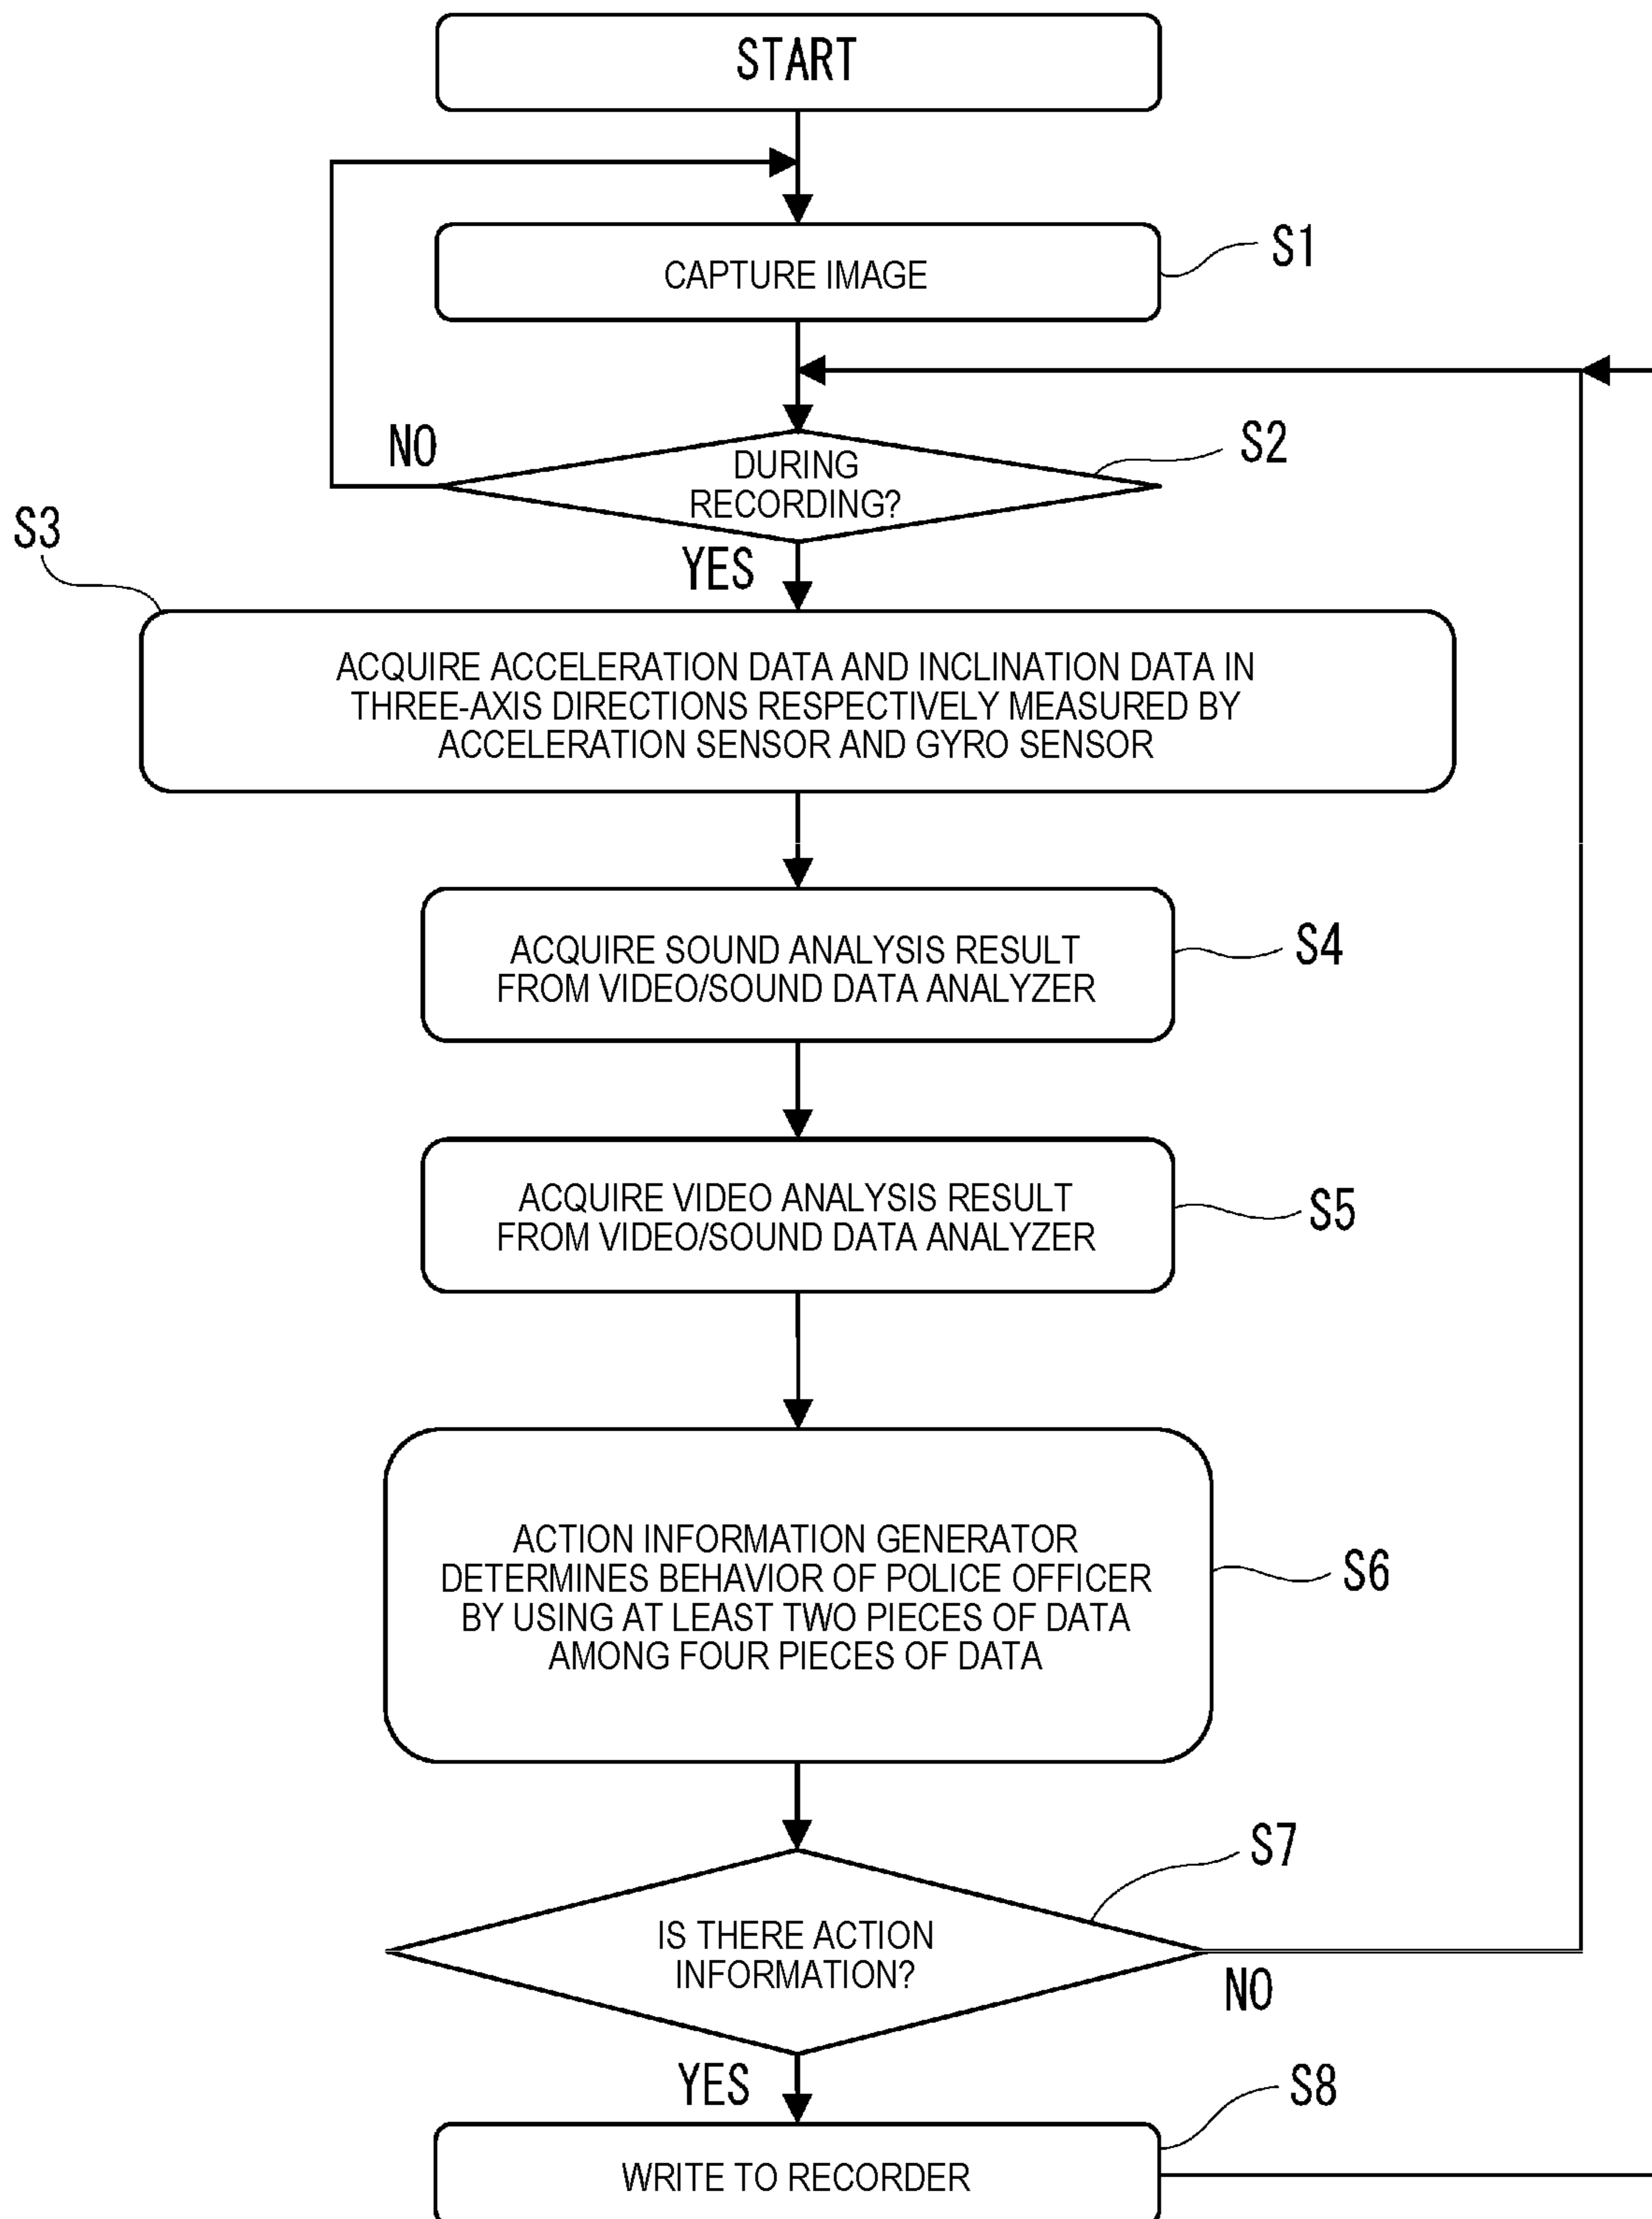 START
CAPTURE IMAGE
S1
NO
DURING
RECORDING?
S2
YES
S3
ACQUIRE ACCELERATION DATA AND INCLINATION DATA IN
THREE-AXIS DIRECTIONS RESPECTIVELY MEASURED BY
ACCELERATION SENSOR AND GYRO SENSOR
ACQUIRE SOUND ANALYSIS RESULT
FROM VIDEO/SOUND DATA ANALYZER
S4
ACQUIRE VIDEO ANALYSIS RESULT
FROM VIDEO/SOUND DATA ANALYZER
S5
ACTION INFORMATION GENERATOR
DETERMINES BEHAVIOR OF POLICE OFFICER
BY USING AT LEAST TWO PIECES OF DATA
AMONG FOUR PIECES OF DATA
S6
IS THERE ACTION
INFORMATION?
S7
NO
YES
WRITE TO RECORDER
S8